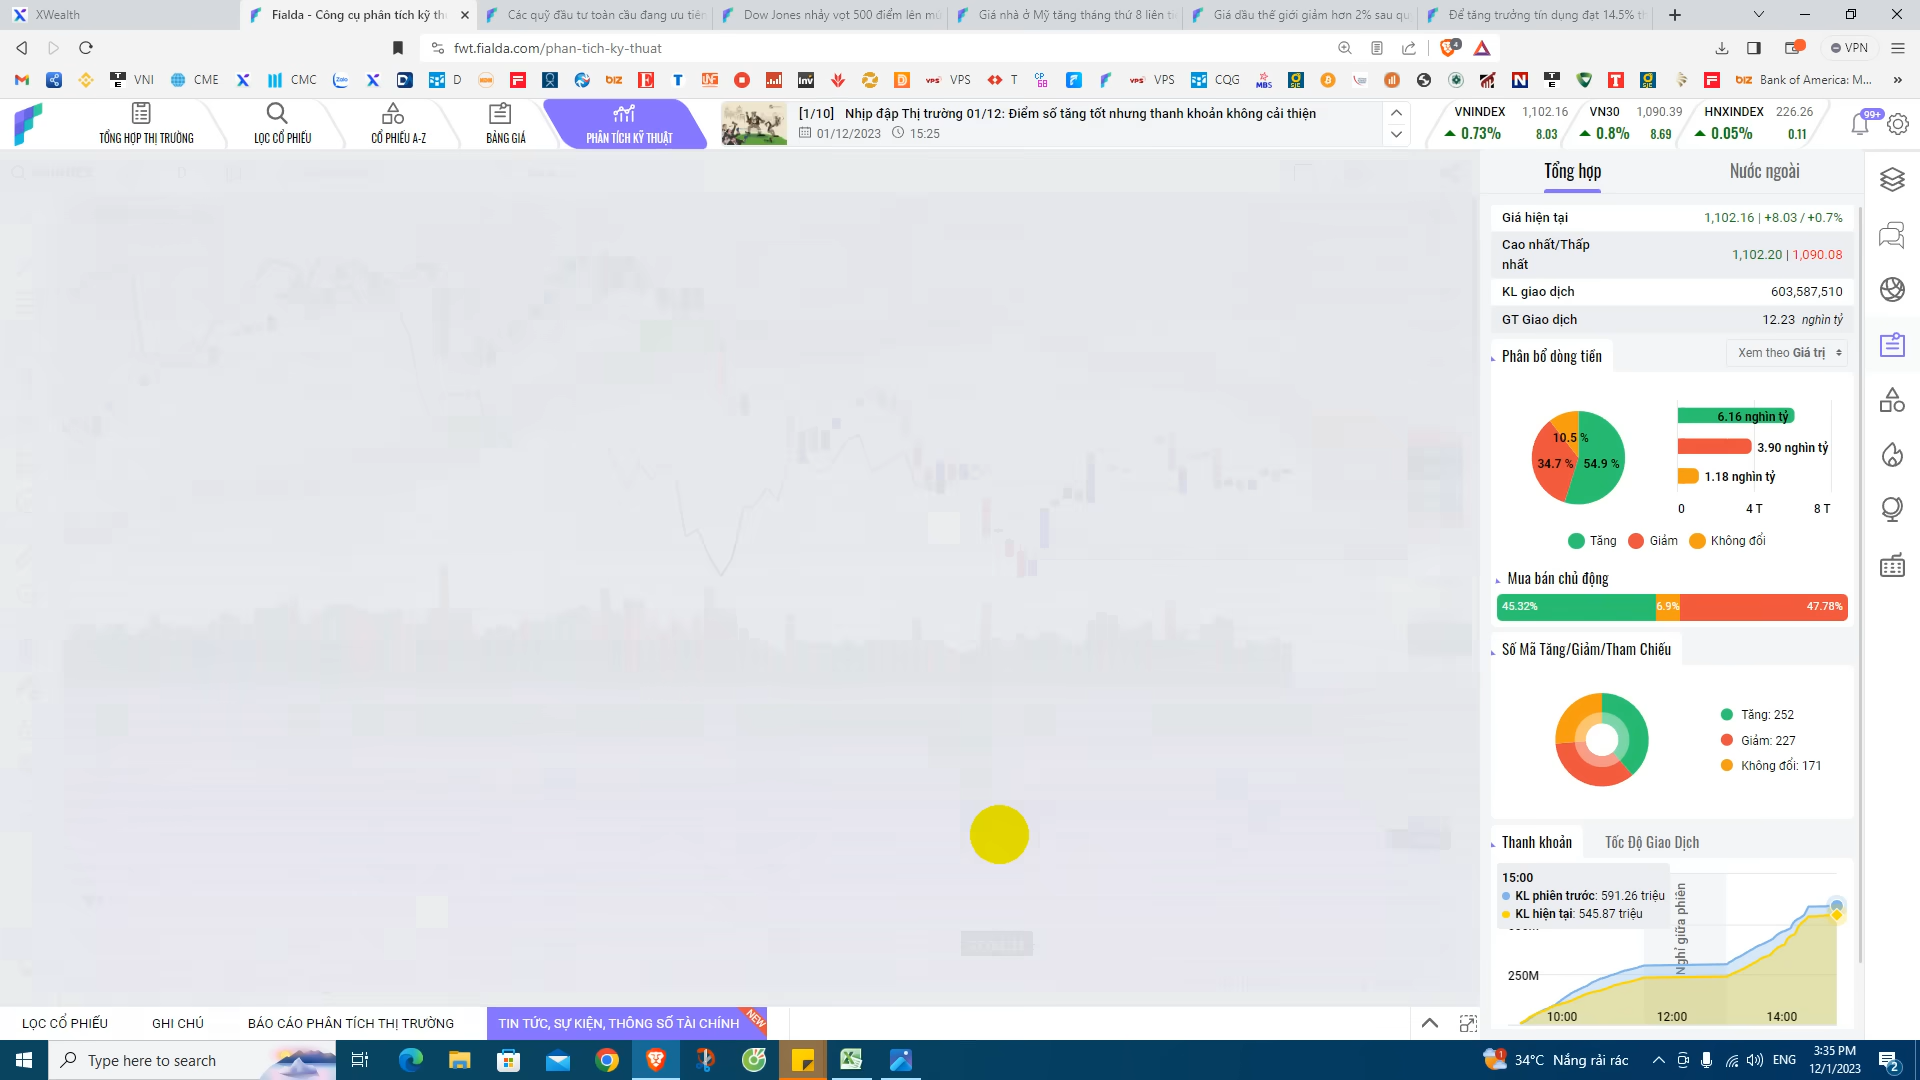 XWealth
Fialda - Công cụ phân tích kỹ thu
Các quỹ đầu tư toàn cầu đang ưu tiên
Dow Jones nhảy vọt 500 điểm lên mứ
Giá nhà ở Mỹ tăng tháng thứ 8 liên ti
Giá dầu thế giới giảm hơn 2% sau qu
Để tăng trưởng tín dụng đạt 14.5% th
fwt.fialda.com/phan-tich-ky-thuat
4
VPN
VNI
CME
CMC
D
VPS
T
VPS
CQG
Bank of America: M...
TỔNG HỢP THỊ TRƯỜNG
LỌC CỔ PHIẾU
CỔ PHIẾU A-Z
BẢNG GIÁ
PHÂN TÍCH KỸ THUẬT
[1/10] Nhịp đập Thị trường 01/12: Điểm số tăng tốt nhưng thanh khoản không cải thiện
01/12/2023 15:25
VNINDEX 1,102.16
0.73% 8.03
VN30 1,090.39
0.8% 8.69
HNXINDEX 226.26
0.05% 0.11
99+
Tổng hợp
Nước ngoài
Giá hiện tại 1,102.16 | +8.03 / +0.7%
Cao nhất/Thấp nhất 1,102.20 | 1,090.08
KL giao dịch 603,587,510
GT Giao dịch 12.23 nghìn tỷ
Phân bổ dòng tiền
Xem theo Giá trị
10.5 %
34.7 %
54.9 %
6.16 nghìn tỷ
3.90 nghìn tỷ
1.18 nghìn tỷ
0 4 T 8 T
Tăng Giảm Không đổi
Mua bán chủ động
45.32% 6.9% 47.78%
Số Mã Tăng/Giảm/Tham Chiếu
Tăng: 252
Giảm: 227
Không đổi: 171
Thanh khoản
Tốc Độ Giao Dịch
15:00
KL phiên trước: 591.26 triệu
KL hiện tại: 545.87 triệu
Nghỉ giữa phiên
250M
10:00 12:00 14:00
LỌC CỔ PHIẾU
GHI CHÚ
BÁO CÁO PHÂN TÍCH THỊ TRƯỜNG
TIN TỨC, SỰ KIỆN, THÔNG SỐ TÀI CHÍNH
NEW
Type here to search
34°C Nắng rải rác
ENG
3:35 PM
12/1/2023
2